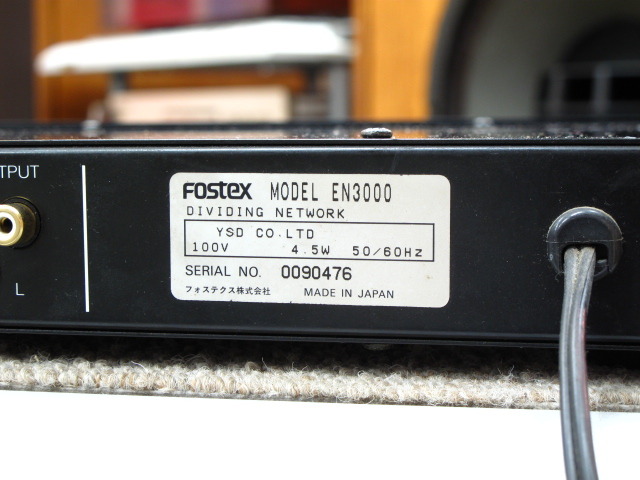 TPUT
L
FOSTEX MODEL EN3000
DIVIDING NETWORK
YSD CO.LTD
100V 4.5W 50/60Hz
SERIAL NO. 0090476
フォステクス株式会社 MADE IN JAPAN